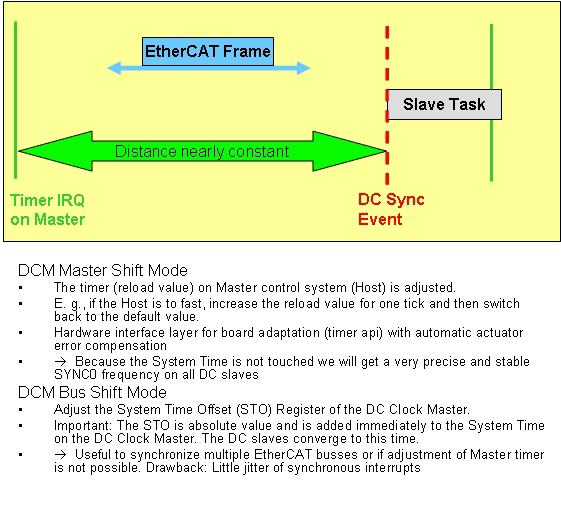 EtherCAT Frame
Slave Task
Distance nearly constant
Timer IRQ
on Master
DC Sync
Event
DCM Master Shift Mode
• The timer (reload value) on Master control system (Host) is adjusted.
• E. g., if the Host is to fast, increase the reload value for one tick and then switch
back to the default value.
• Hardware interface layer for board adaptation (timer api) with automatic actuator
error compensation
• → Because the System Time is not touched we will get a very precise and stable
SYNC0 frequency on all DC slaves
DCM Bus Shift Mode
• Adjust the System Time Offset (STO) Register of the DC Clock Master.
• Important: The STO is absolute value and is added immediately to the System Time
on the DC Clock Master. The DC slaves converge to this time.
• → Useful to synchronize multiple EtherCAT busses or if adjustment of Master timer
is not possible. Drawback: Little jitter of synchronous interrupts